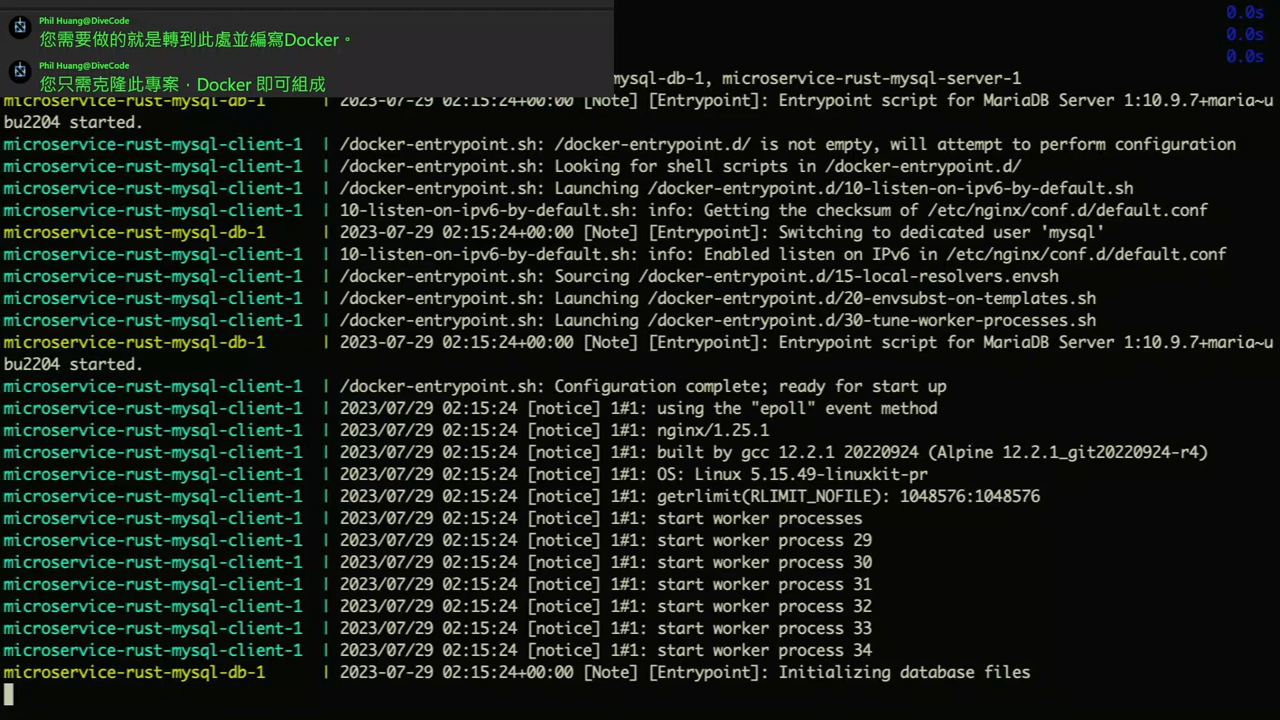 Phil Huang@DiveCode
您需要做的就是轉到此處並編寫Docker。
Phil Huang@DiveCode
您只需克隆此專案，Docker 即可組成
0.0s
0.0s
0.0s
mysql-db-1, microservice-rust-mysql-server-1
microservice-rust-mysql-db-1 | 2023-07-29 02:15:24+00:00 [Note] [Entrypoint]: Entrypoint script for MariaDB Server 1:10.9.7+maria~u
bu2204 started.
microservice-rust-mysql-client-1 | /docker-entrypoint.sh: /docker-entrypoint.d/ is not empty, will attempt to perform configuration
microservice-rust-mysql-client-1 | /docker-entrypoint.sh: Looking for shell scripts in /docker-entrypoint.d/
microservice-rust-mysql-client-1 | /docker-entrypoint.sh: Launching /docker-entrypoint.d/10-listen-on-ipv6-by-default.sh
microservice-rust-mysql-client-1 | 10-listen-on-ipv6-by-default.sh: info: Getting the checksum of /etc/nginx/conf.d/default.conf
microservice-rust-mysql-db-1 | 2023-07-29 02:15:24+00:00 [Note] [Entrypoint]: Switching to dedicated user 'mysql'
microservice-rust-mysql-client-1 | 10-listen-on-ipv6-by-default.sh: info: Enabled listen on IPv6 in /etc/nginx/conf.d/default.conf
microservice-rust-mysql-client-1 | /docker-entrypoint.sh: Sourcing /docker-entrypoint.d/15-local-resolvers.envsh
microservice-rust-mysql-client-1 | /docker-entrypoint.sh: Launching /docker-entrypoint.d/20-envsubst-on-templates.sh
microservice-rust-mysql-client-1 | /docker-entrypoint.sh: Launching /docker-entrypoint.d/30-tune-worker-processes.sh
microservice-rust-mysql-db-1 | 2023-07-29 02:15:24+00:00 [Note] [Entrypoint]: Entrypoint script for MariaDB Server 1:10.9.7+maria~u
bu2204 started.
microservice-rust-mysql-client-1 | /docker-entrypoint.sh: Configuration complete; ready for start up
microservice-rust-mysql-client-1 | 2023/07/29 02:15:24 [notice] 1#1: using the "epoll" event method
microservice-rust-mysql-client-1 | 2023/07/29 02:15:24 [notice] 1#1: nginx/1.25.1
microservice-rust-mysql-client-1 | 2023/07/29 02:15:24 [notice] 1#1: built by gcc 12.2.1 20220924 (Alpine 12.2.1_git20220924-r4)
microservice-rust-mysql-client-1 | 2023/07/29 02:15:24 [notice] 1#1: OS: Linux 5.15.49-linuxkit-pr
microservice-rust-mysql-client-1 | 2023/07/29 02:15:24 [notice] 1#1: getrlimit(RLIMIT_NOFILE): 1048576:1048576
microservice-rust-mysql-client-1 | 2023/07/29 02:15:24 [notice] 1#1: start worker processes
microservice-rust-mysql-client-1 | 2023/07/29 02:15:24 [notice] 1#1: start worker process 29
microservice-rust-mysql-client-1 | 2023/07/29 02:15:24 [notice] 1#1: start worker process 30
microservice-rust-mysql-client-1 | 2023/07/29 02:15:24 [notice] 1#1: start worker process 31
microservice-rust-mysql-client-1 | 2023/07/29 02:15:24 [notice] 1#1: start worker process 32
microservice-rust-mysql-client-1 | 2023/07/29 02:15:24 [notice] 1#1: start worker process 33
microservice-rust-mysql-client-1 | 2023/07/29 02:15:24 [notice] 1#1: start worker process 34
microservice-rust-mysql-db-1 | 2023-07-29 02:15:24+00:00 [Note] [Entrypoint]: Initializing database files